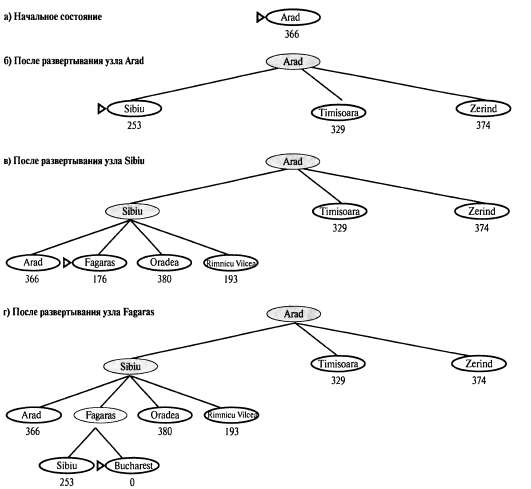 а) Начальное состояние
Arad
366
б) После развертывания узла Arad
Arad
Sibiu
Timisoara
Zerind
253
329
374
в) После развертывания узла Sibiu
Arad
Sibiu
Timisoara
Zerind
329
374
Arad
Fagaras
Oradea
Rimnicu Vilcea
366
176
380
193
г) После развертывания узла Fagaras
Arad
Sibiu
Timisoara
Zerind
329
374
Arad
Fagaras
Oradea
Rimnicu Vilcea
366
380
193
Sibiu
Bucharest
253
0